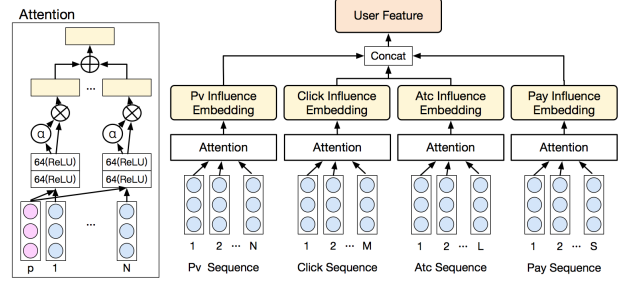 Attention
...
α
α
64(ReLU)
64(ReLU)
64(ReLU)
64(ReLU)
...
p
1
N
User Feature
Concat
Pv Influence
Embedding
Click Influence
Embedding
Atc Influence
Embedding
Pay Influence
Embedding
Attention
Attention
Attention
Attention
1 2 ... N
1 2 ... M
1 2 ... L
1 2 ... S
Pv Sequence
Click Sequence
Atc Sequence
Pay Sequence